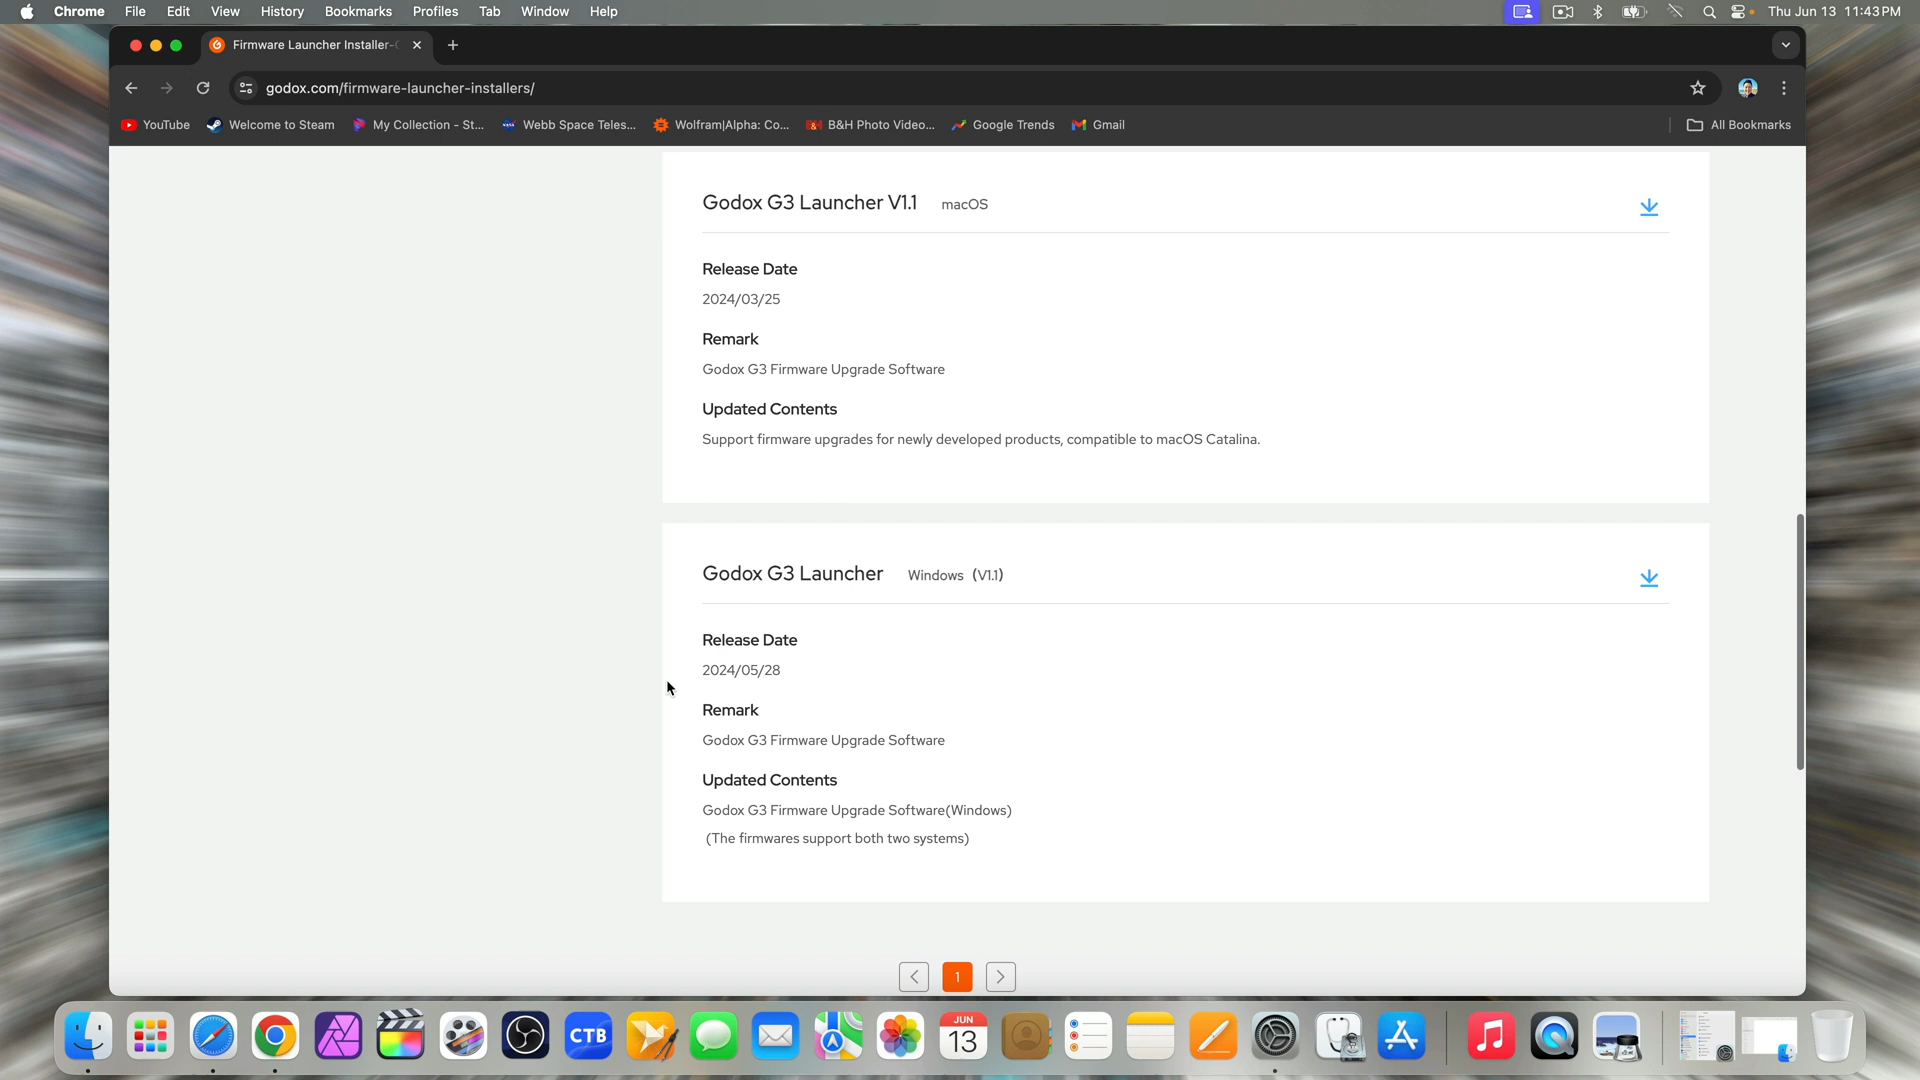 Chrome File Edit View History Bookmarks Profiles Tab Window Help Thu Jun 13 11:43 PM
Firmware Launcher Installer-
godox.com/firmware-launcher-installers/
YouTube Welcome to Steam My Collection - St... Webb Space Teles... Wolfram|Alpha: Co... B&H Photo Video... Google Trends Gmail All Bookmarks
Godox G3 Launcher V1.1 macOS
Release Date
2024/03/25
Remark
Godox G3 Firmware Upgrade Software
Updated Contents
Support firmware upgrades for newly developed products, compatible to macOS Catalina.
Godox G3 Launcher Windows (V1.1)
Release Date
2024/05/28
Remark
Godox G3 Firmware Upgrade Software
Updated Contents
Godox G3 Firmware Upgrade Software(Windows)
(The firmwares support both two systems)
1
CTB
JUN
13